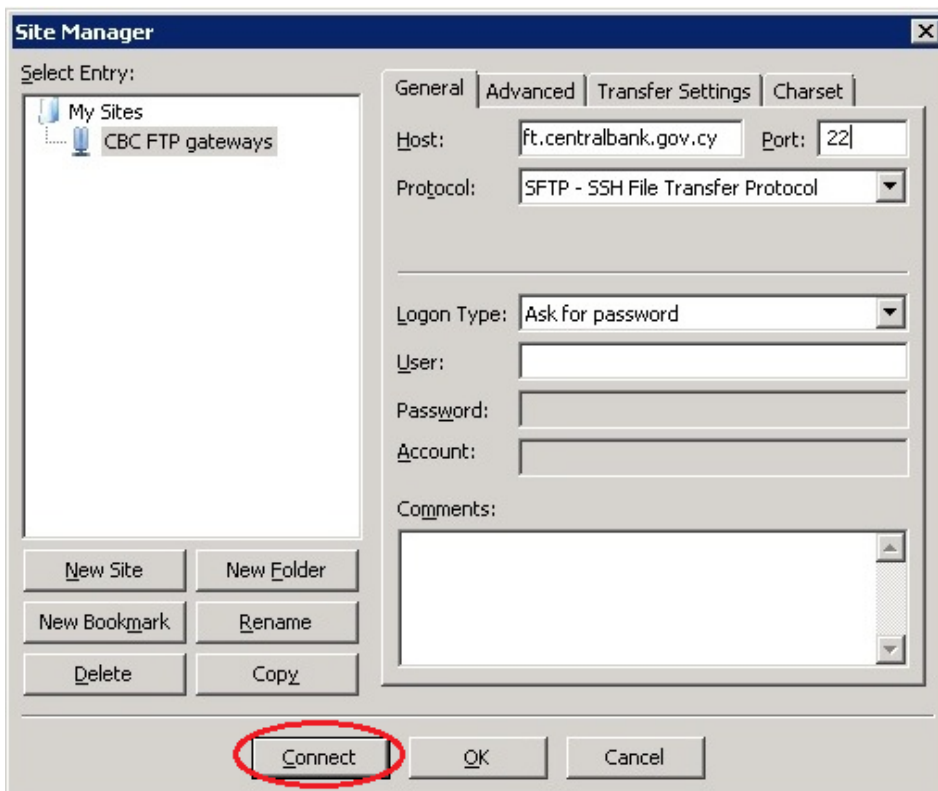 Site Manager
Select Entry:
My Sites
CBC FTP gateways
New Site
New Folder
New Bookmark
Rename
Delete
Copy
General
Advanced
Transfer Settings
Charset
Host:
ft.centralbank.gov.cy
Port:
22
Protocol:
SFTP - SSH File Transfer Protocol
Logon Type:
Ask for password
User:
Password:
Account:
Comments:
Connect
OK
Cancel